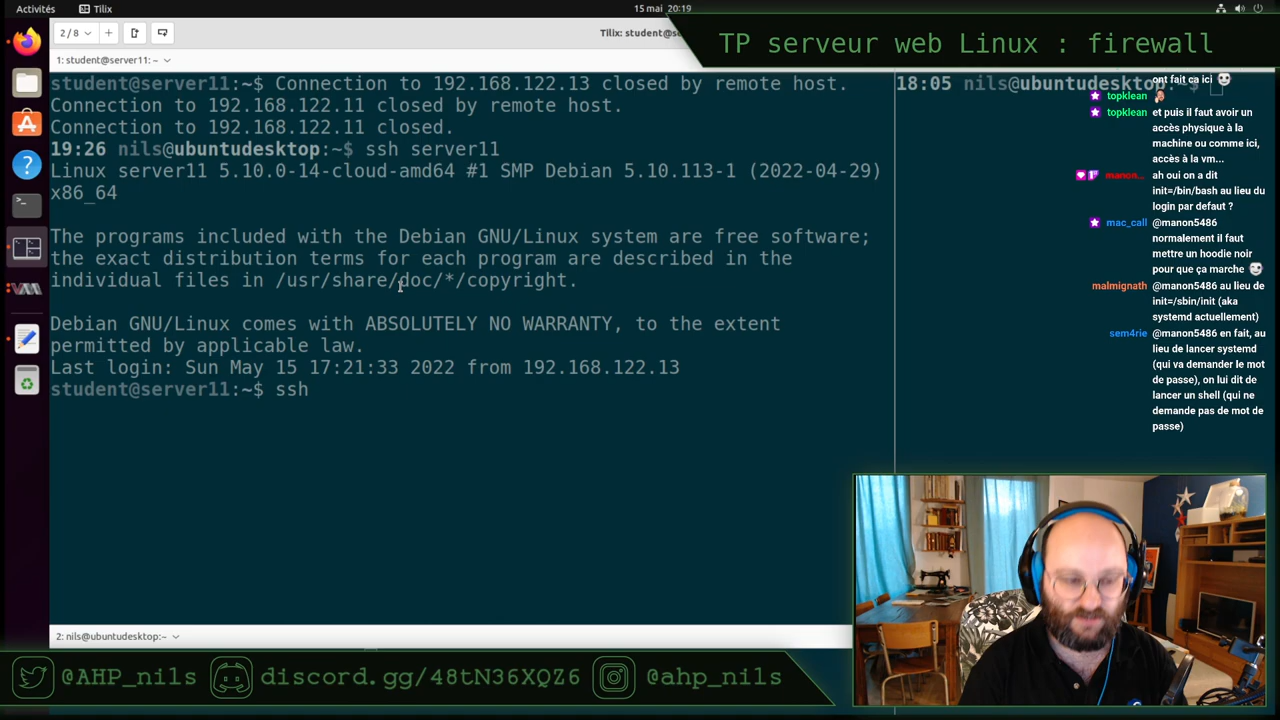 Activités
Tilix
15 mai 20:19
2/8
Tilix: student@se
TP serveur web Linux : firewall
1: student@server11: ~
student@server11:~$ Connection to 192.168.122.13 closed by remote host.
Connection to 192.168.122.11 closed by remote host.
Connection to 192.168.122.11 closed.
19:26 nils@ubuntudesktop:~$ ssh server11
Linux server11 5.10.0-14-cloud-amd64 #1 SMP Debian 5.10.113-1 (2022-04-29)
x86_64
The programs included with the Debian GNU/Linux system are free software;
the exact distribution terms for each program are described in the
individual files in /usr/share/doc/*/copyright.
Debian GNU/Linux comes with ABSOLUTELY NO WARRANTY, to the extent
permitted by applicable law.
Last login: Sun May 15 17:21:33 2022 from 192.168.122.13
student@server11:~$ ssh
18:05 nils@ubuntudesktop:~$
ont fait ca ici
topklean
topklean et puis il faut avoir un
accès physique à la
machine ou comme ici,
accès à la vm...
manon... ah oui on a dit
init=/bin/bash au lieu du
login par defaut ?
mac_call @manon5486
normalement il faut
mettre un hoodie noir
pour que ça marche
malmignath @manon5486 au lieu de
init=/sbin/init (aka
systemd actuellement)
sem4rie @manon5486 en fait, au
lieu de lancer systemd
(qui va demander le mot
de passe), on lui dit de
lancer un shell (qui ne
demande pas de mot de
passe)
2: nils@ubuntudesktop:~
@AHP_nils
discord.gg/48tN36XQZ6
@ahp_nils